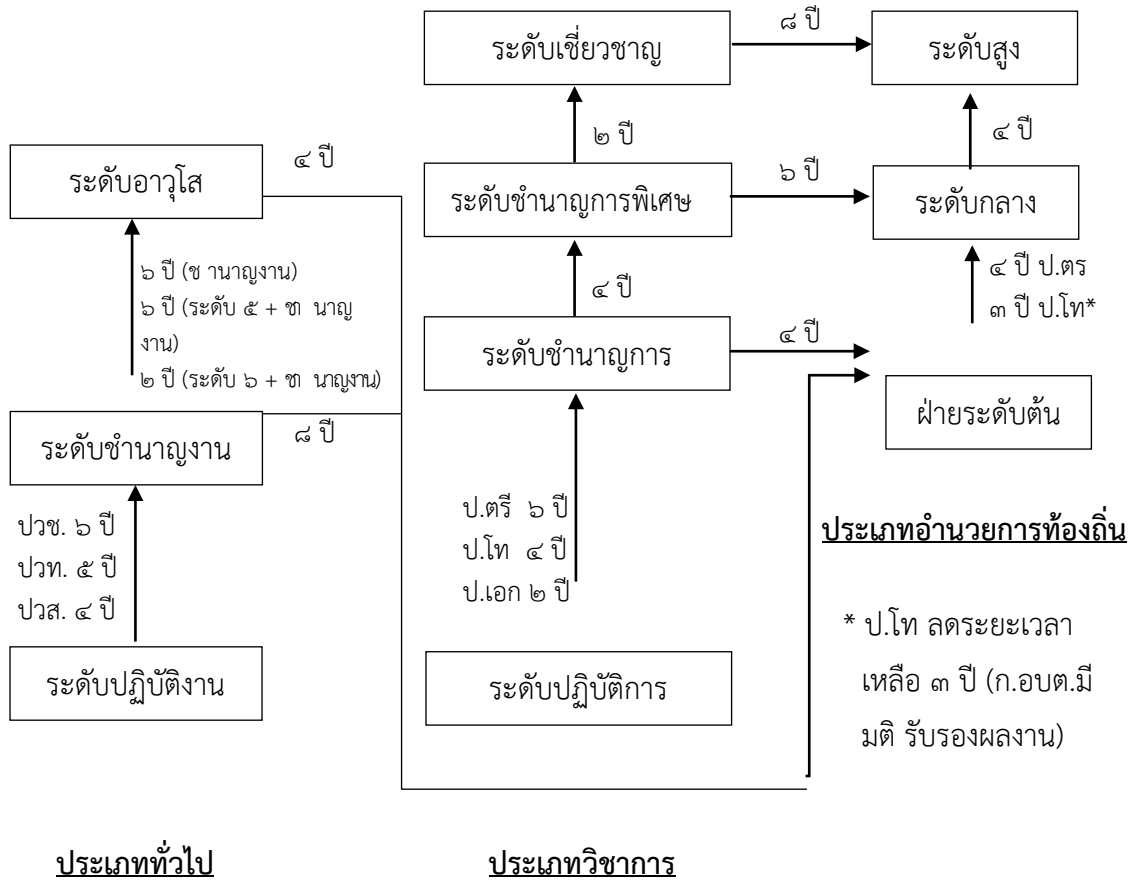 ระดับเชี่ยวชาญ
๘ ปี
ระดับสูง
๒ ปี
๔ ปี
ระดับอาวุโส
๔ ปี
ระดับชำนาญการพิเศษ
๖ ปี
ระดับกลาง
๖ ปี (ช านาญงาน)
๖ ปี (ระดับ ๕ + ชำ นาญ
งาน)
๒ ปี (ระดับ ๖ + ชำ นาญงาน)
๔ ปี
๔ ปี ป.ตร
๓ ปี ป.โท*
ระดับชำนาญการ
๔ ปี
ฝ่ายระดับต้น
ระดับชำนาญงาน
๘ ปี
ปวช. ๖ ปี
ปวท. ๕ ปี
ปวส. ๔ ปี
ป.ตรี ๖ ปี
ป.โท ๔ ปี
ป.เอก ๒ ปี
ประเภทอำนวยการท้องถิ่น
ระดับปฏิบัติงาน
ระดับปฏิบัติการ
* ป.โท ลดระยะเวลา
เหลือ ๓ ปี (ก.อบต.มี
มติ รับรองผลงาน)
ประเภททั่วไป
ประเภทวิชาการ